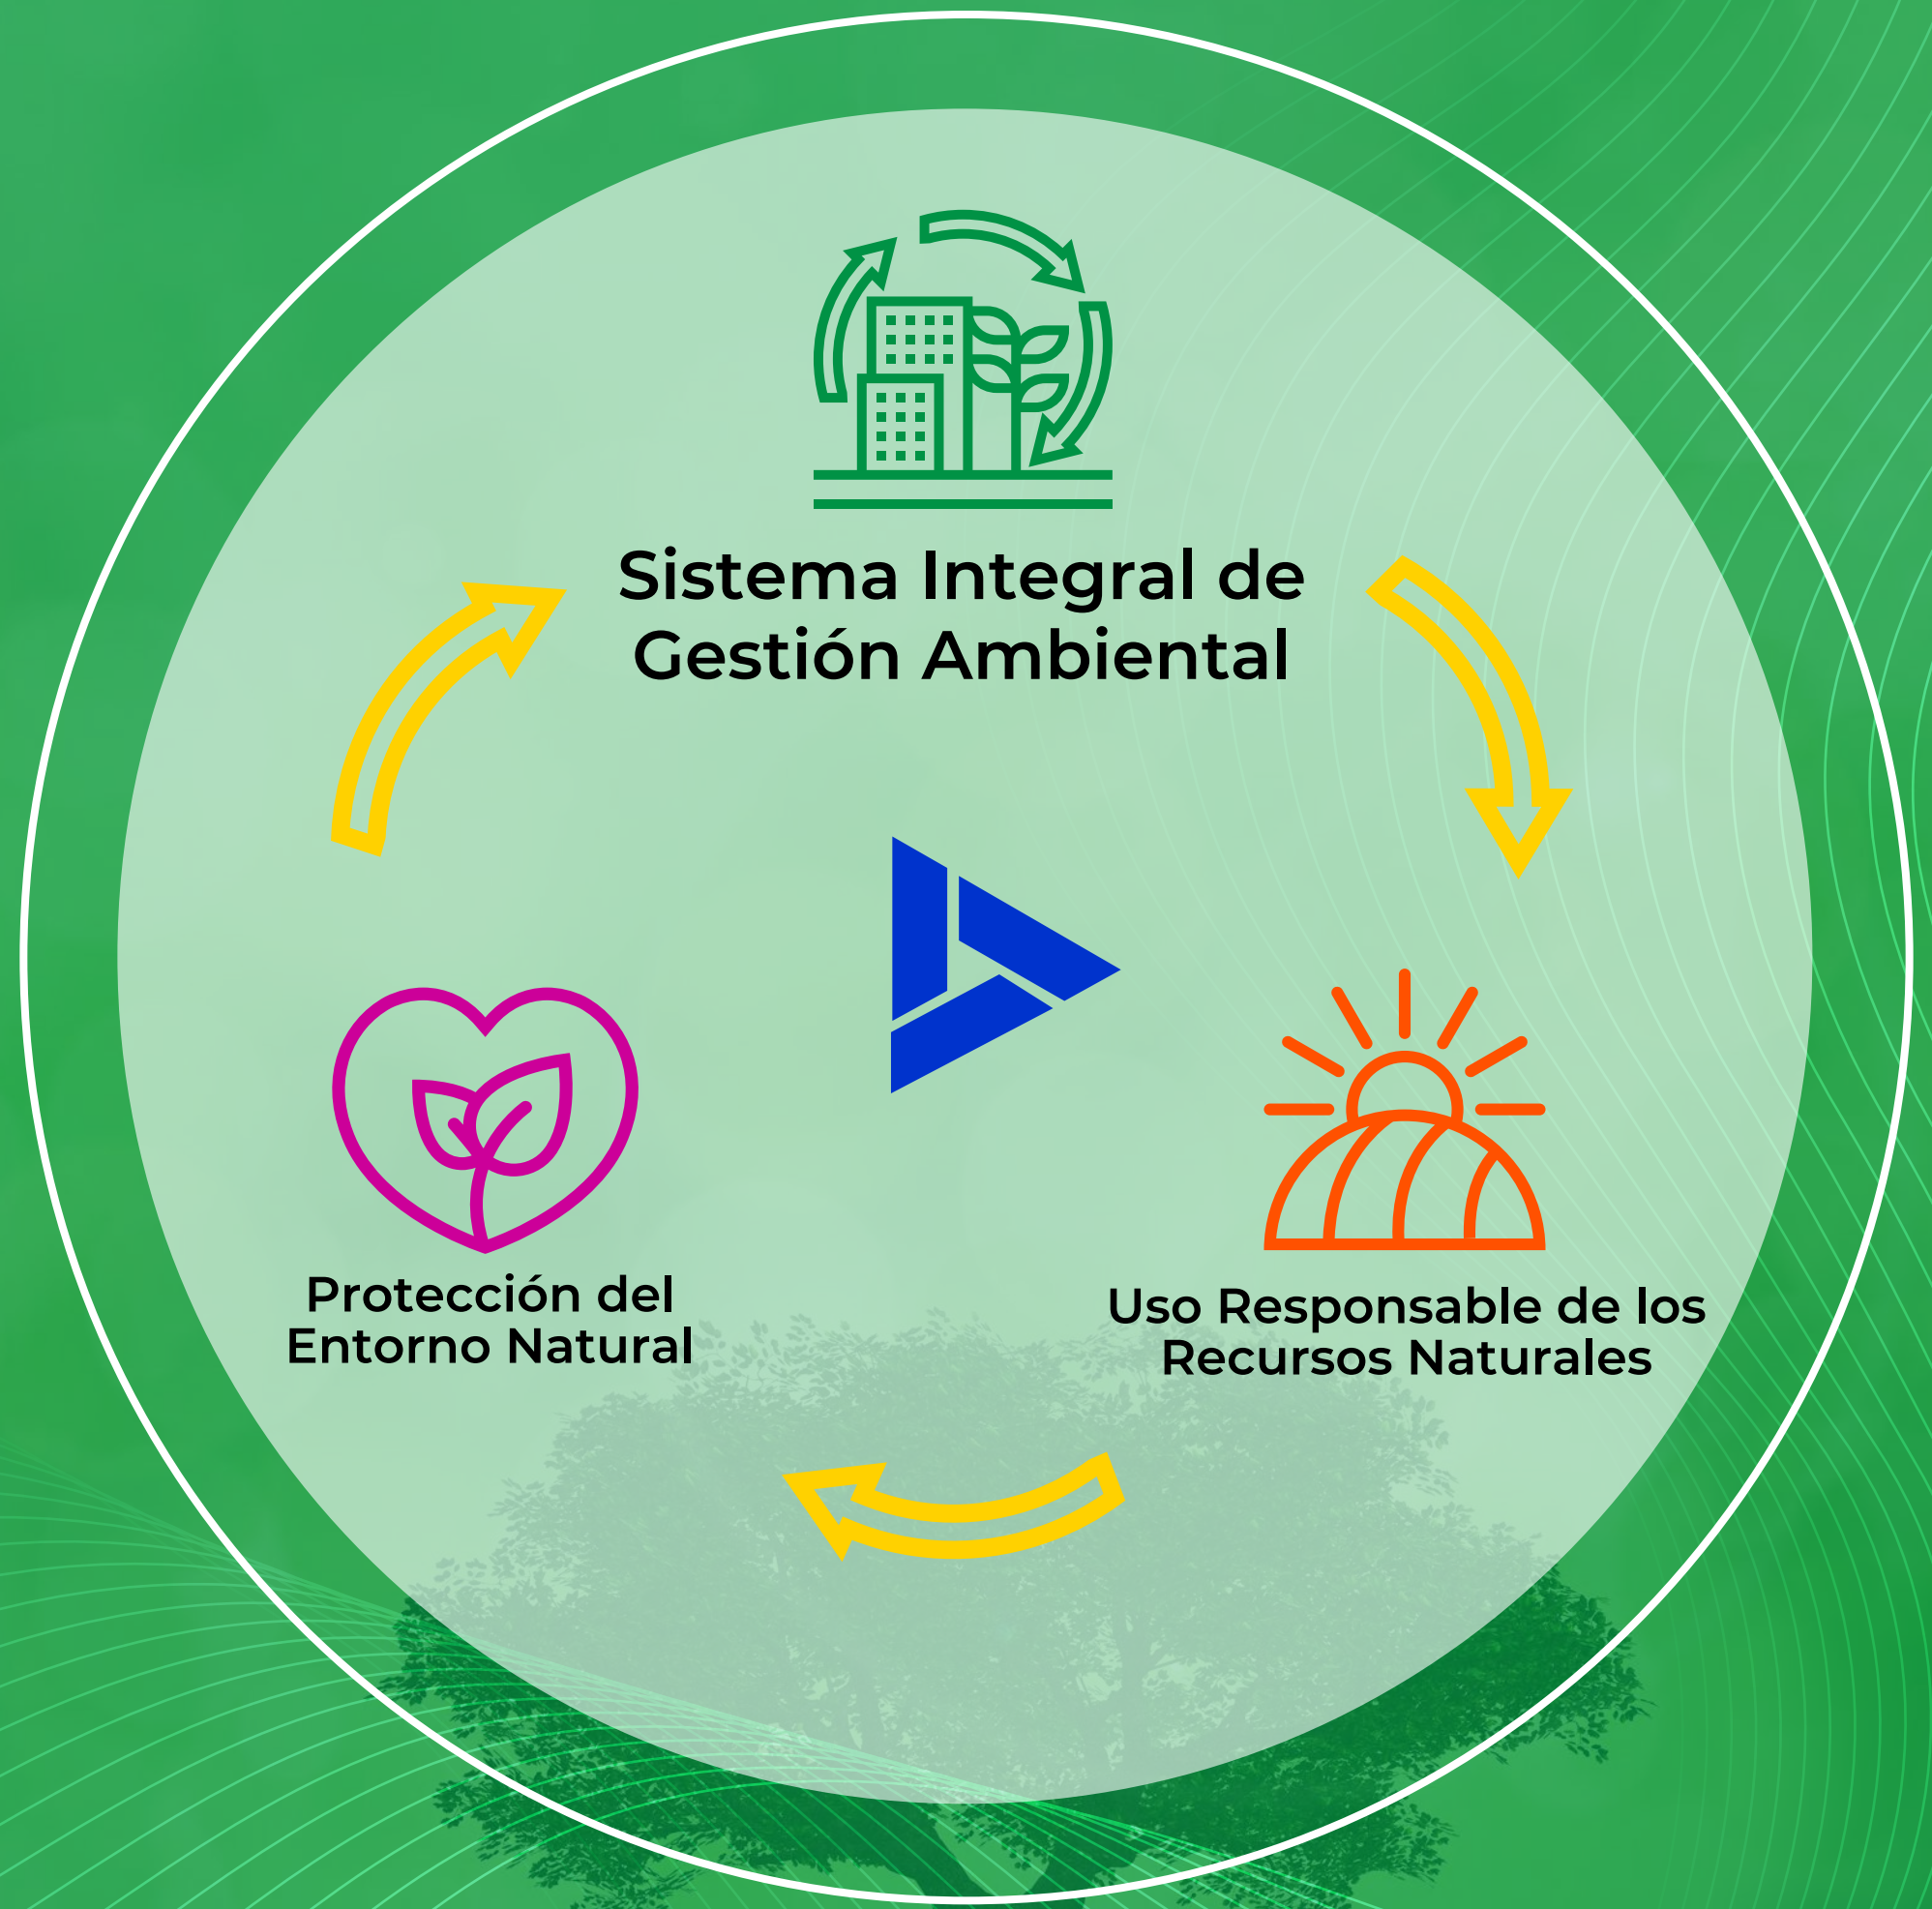 Sistema Integral de
Gestión Ambiental
Protección del
Entorno Natural
Uso Responsable de los
Recursos Naturales